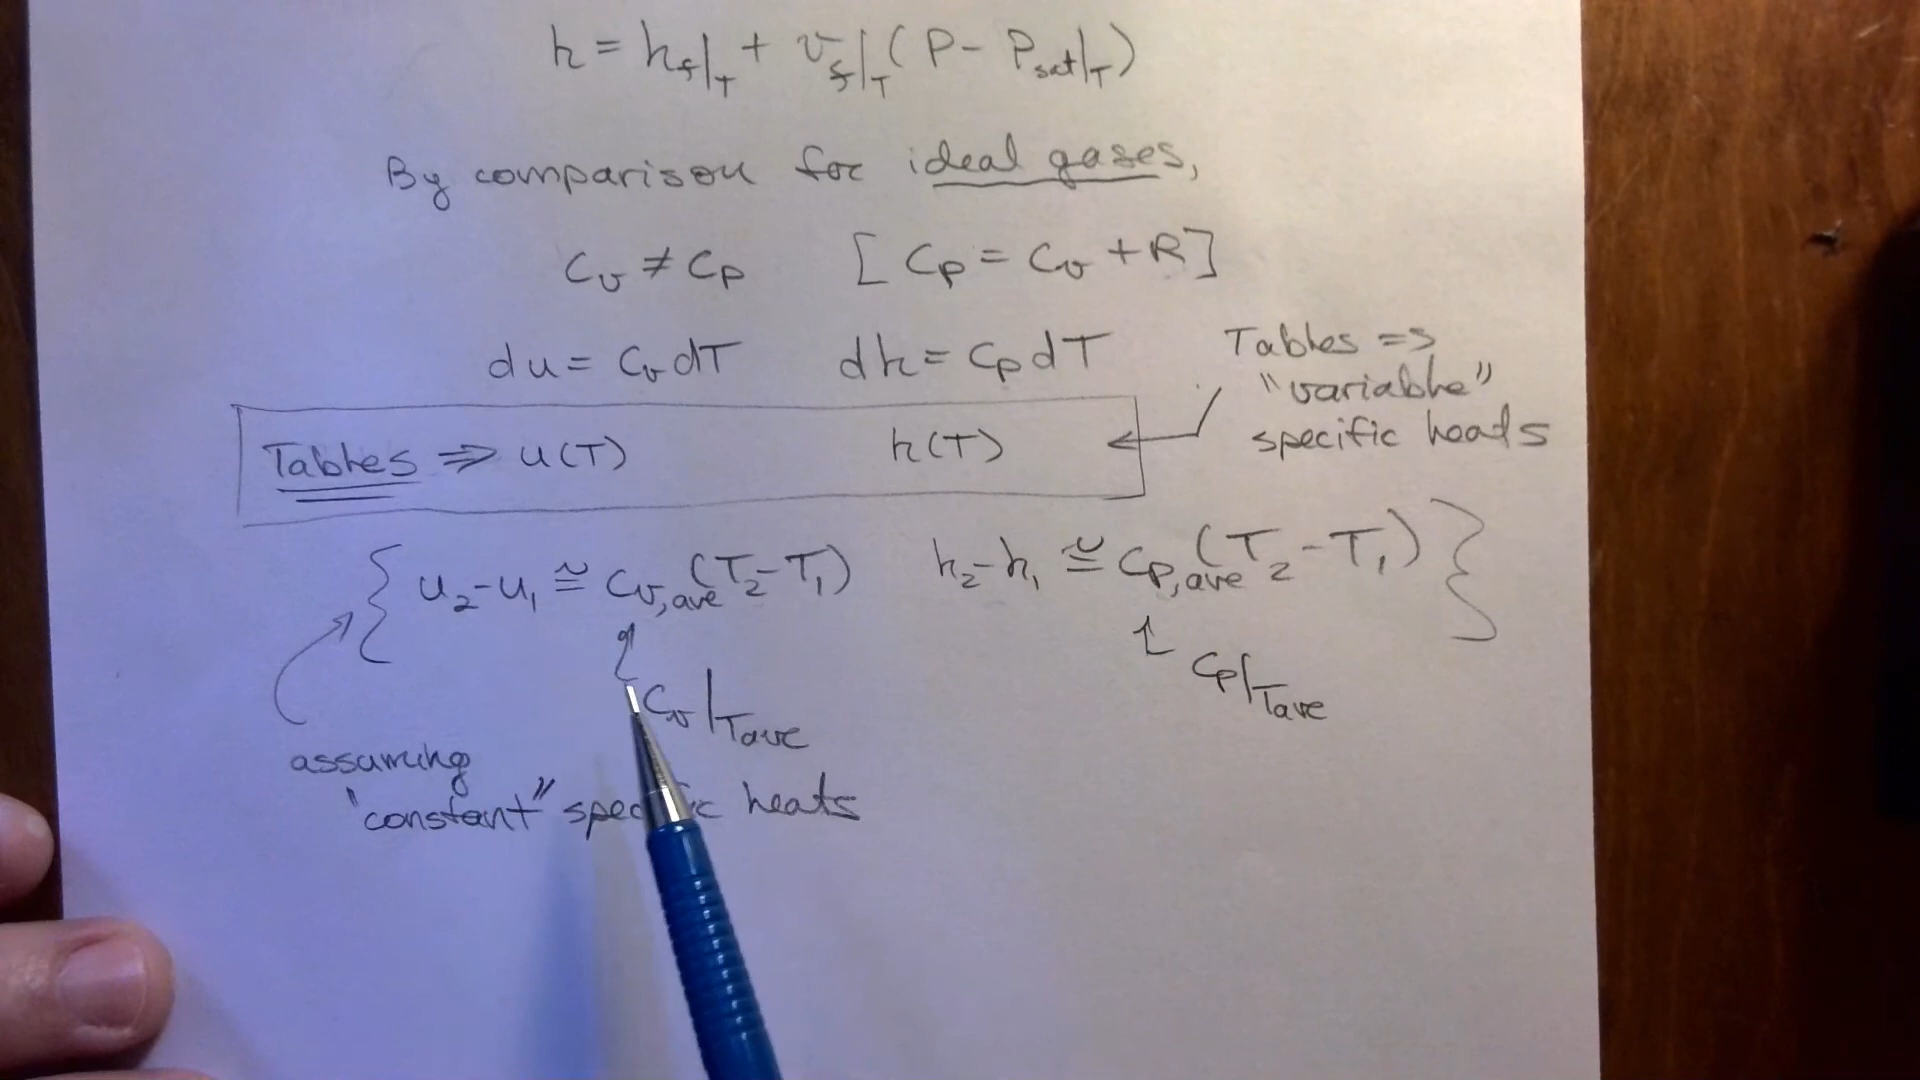 h = h_f|_T + v_f|_T (P - P_sat|_T)
By comparison for ideal gases,
C_v ≠ C_p [C_p = C_v + R]
du = C_v dT dh = C_p dT
Tables =>
"variable"
specific heats
Tables => u(T) h(T)
u_2 - u_1 ≅ C_v,ave (T_2 - T_1) h_2 - h_1 ≅ C_p,ave (T_2 - T_1)
C_v|_Tave C_p|_Tave
assuming
"constant" specific heats